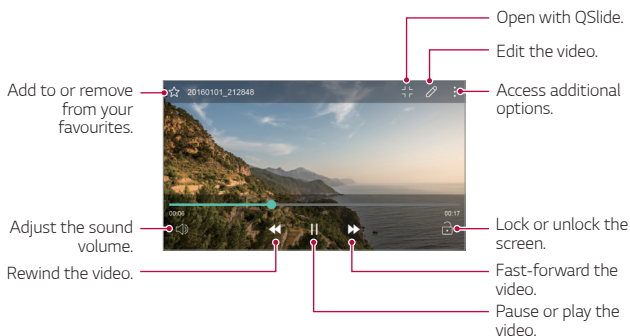 Open with QSlide.
Edit the video.
Add to or remove
from your
favourites.
20160101_212848
Access additional
options.
00:06
00:17
Adjust the sound
volume.
Rewind the video.
Lock or unlock the
screen.
Fast-forward the
video.
Pause or play the
video.